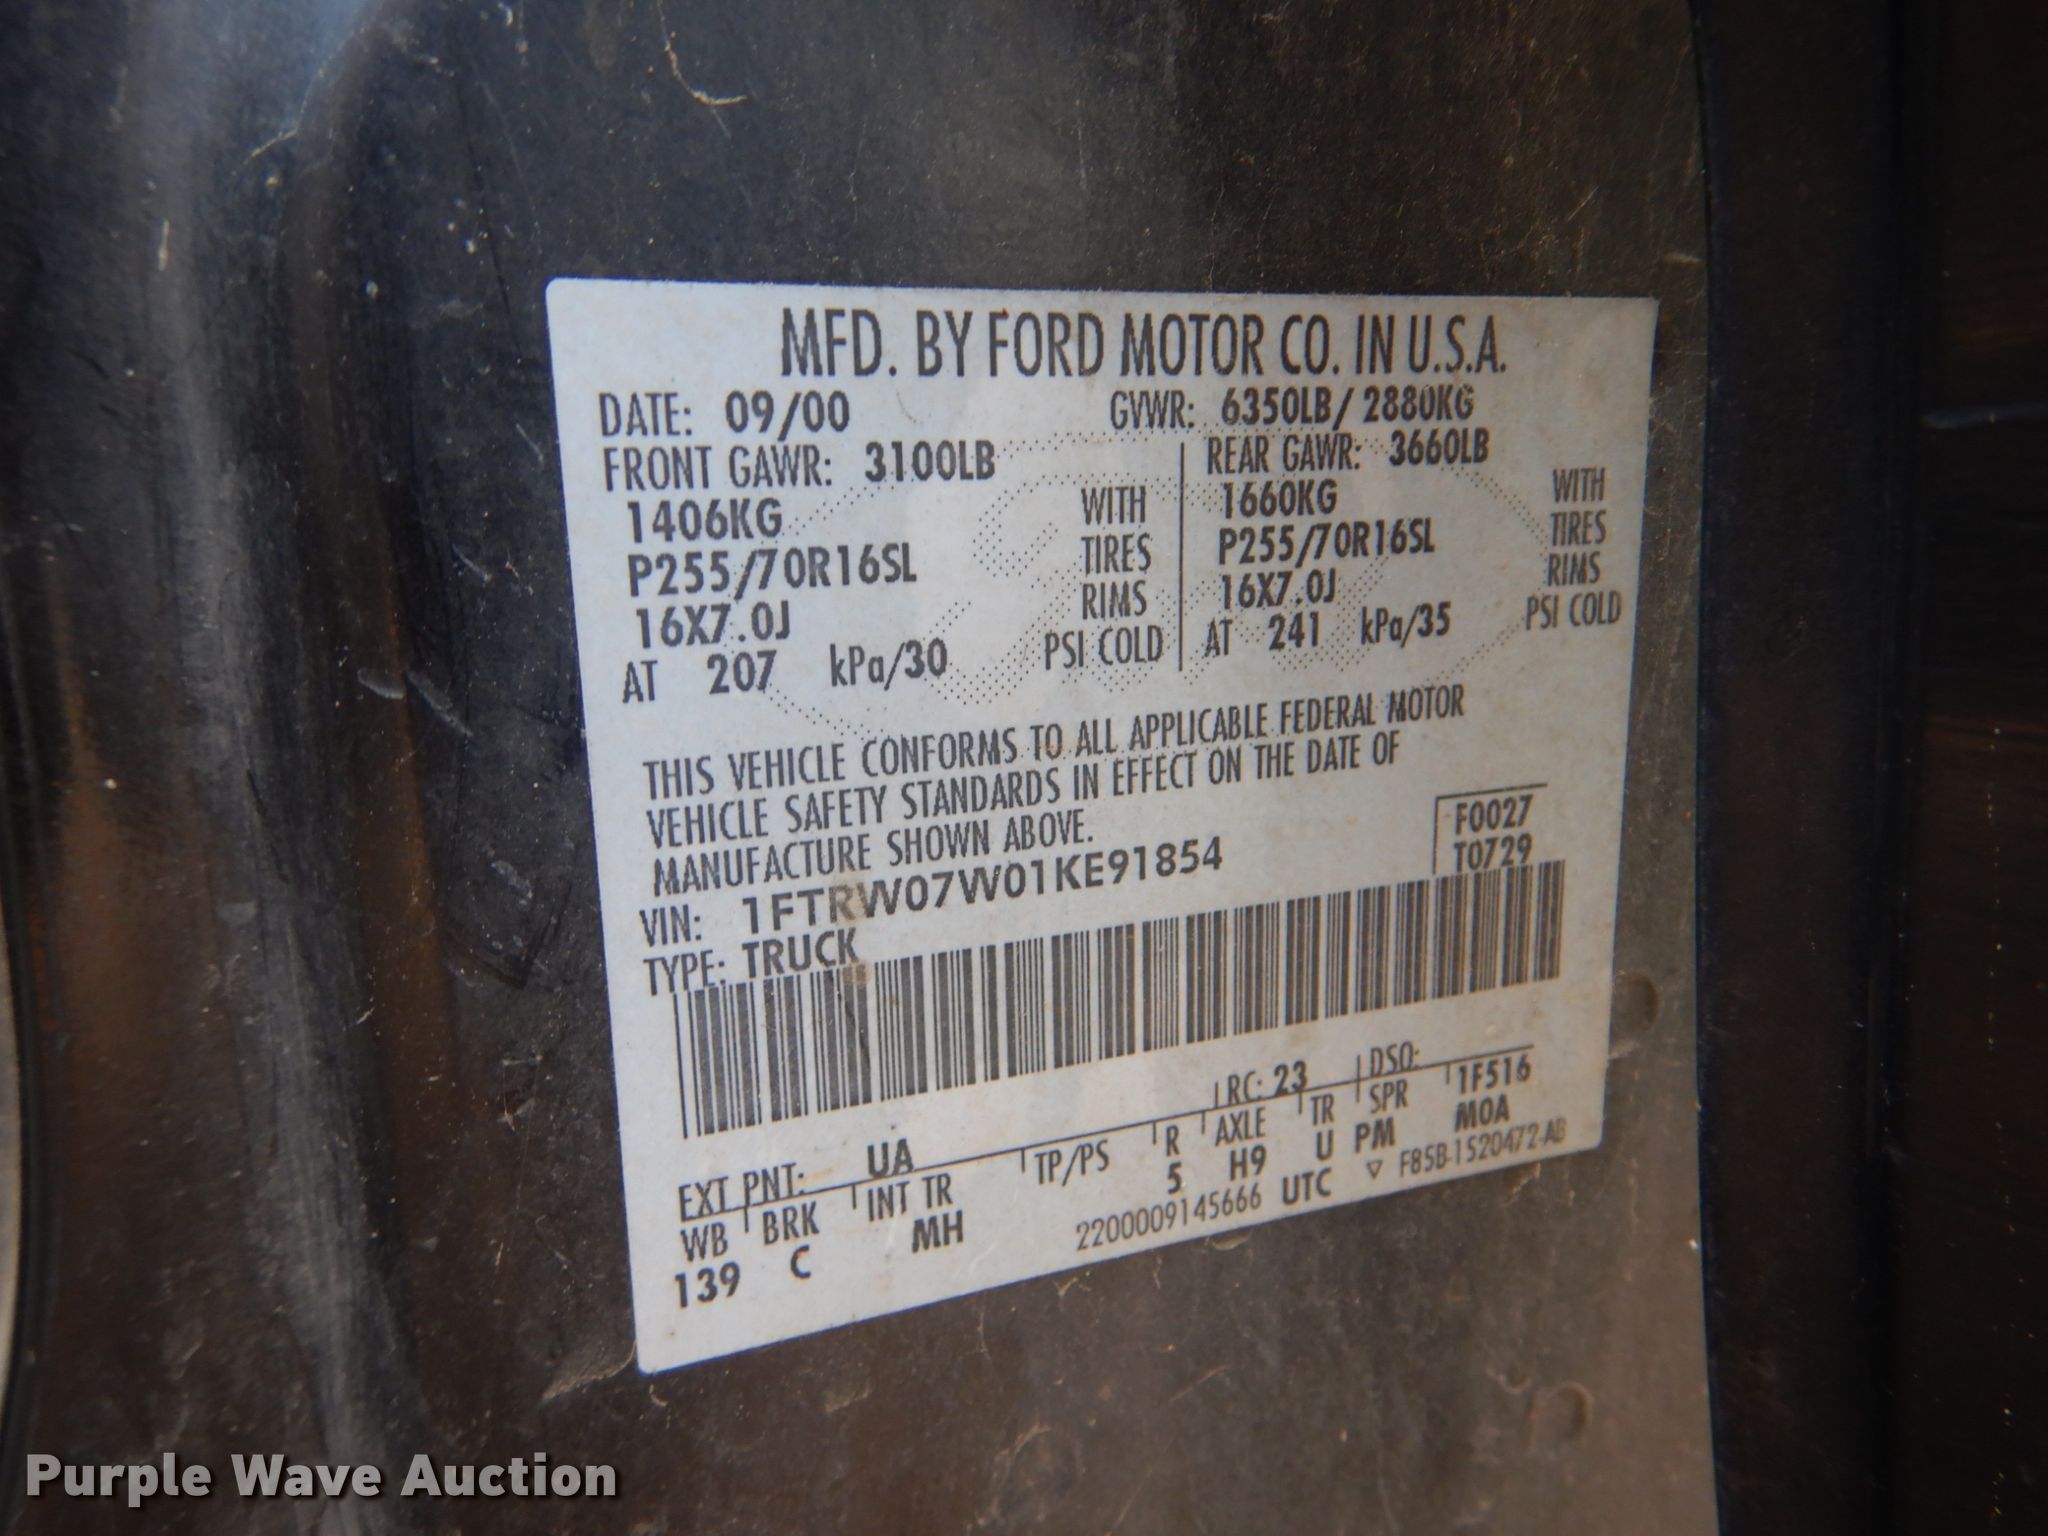 MFD. BY FORD MOTOR CO. IN U.S.A.
DATE: 09/00 GVWR: 6350LB/ 2880KG
FRONT GAWR: 3100LB REAR GAWR: 3660LB
1406KG WITH 1660KG WITH
P255/70R16SL TIRES P255/70R16SL TIRES
16X7.0J RIMS 16X7.0J RIMS
AT 207 kPa/30 PSI COLD AT 241 kPa/35 PSI COLD
THIS VEHICLE CONFORMS TO ALL APPLICABLE FEDERAL MOTOR
VEHICLE SAFETY STANDARDS IN EFFECT ON THE DATE OF
MANUFACTURE SHOWN ABOVE.
F0027
T0729
VIN: 1FTRW07W01KE91854
TYPE: TRUCK
EXT PNT: UA RC: 23 DSO:
WB BRK INT TR TP/PS R AXLE TR SPR 1F516
139 C MH 5 H9 U PM M0A
2200009145666 UTC ▽ F85B-1520472-AB
Purple Wave Auction